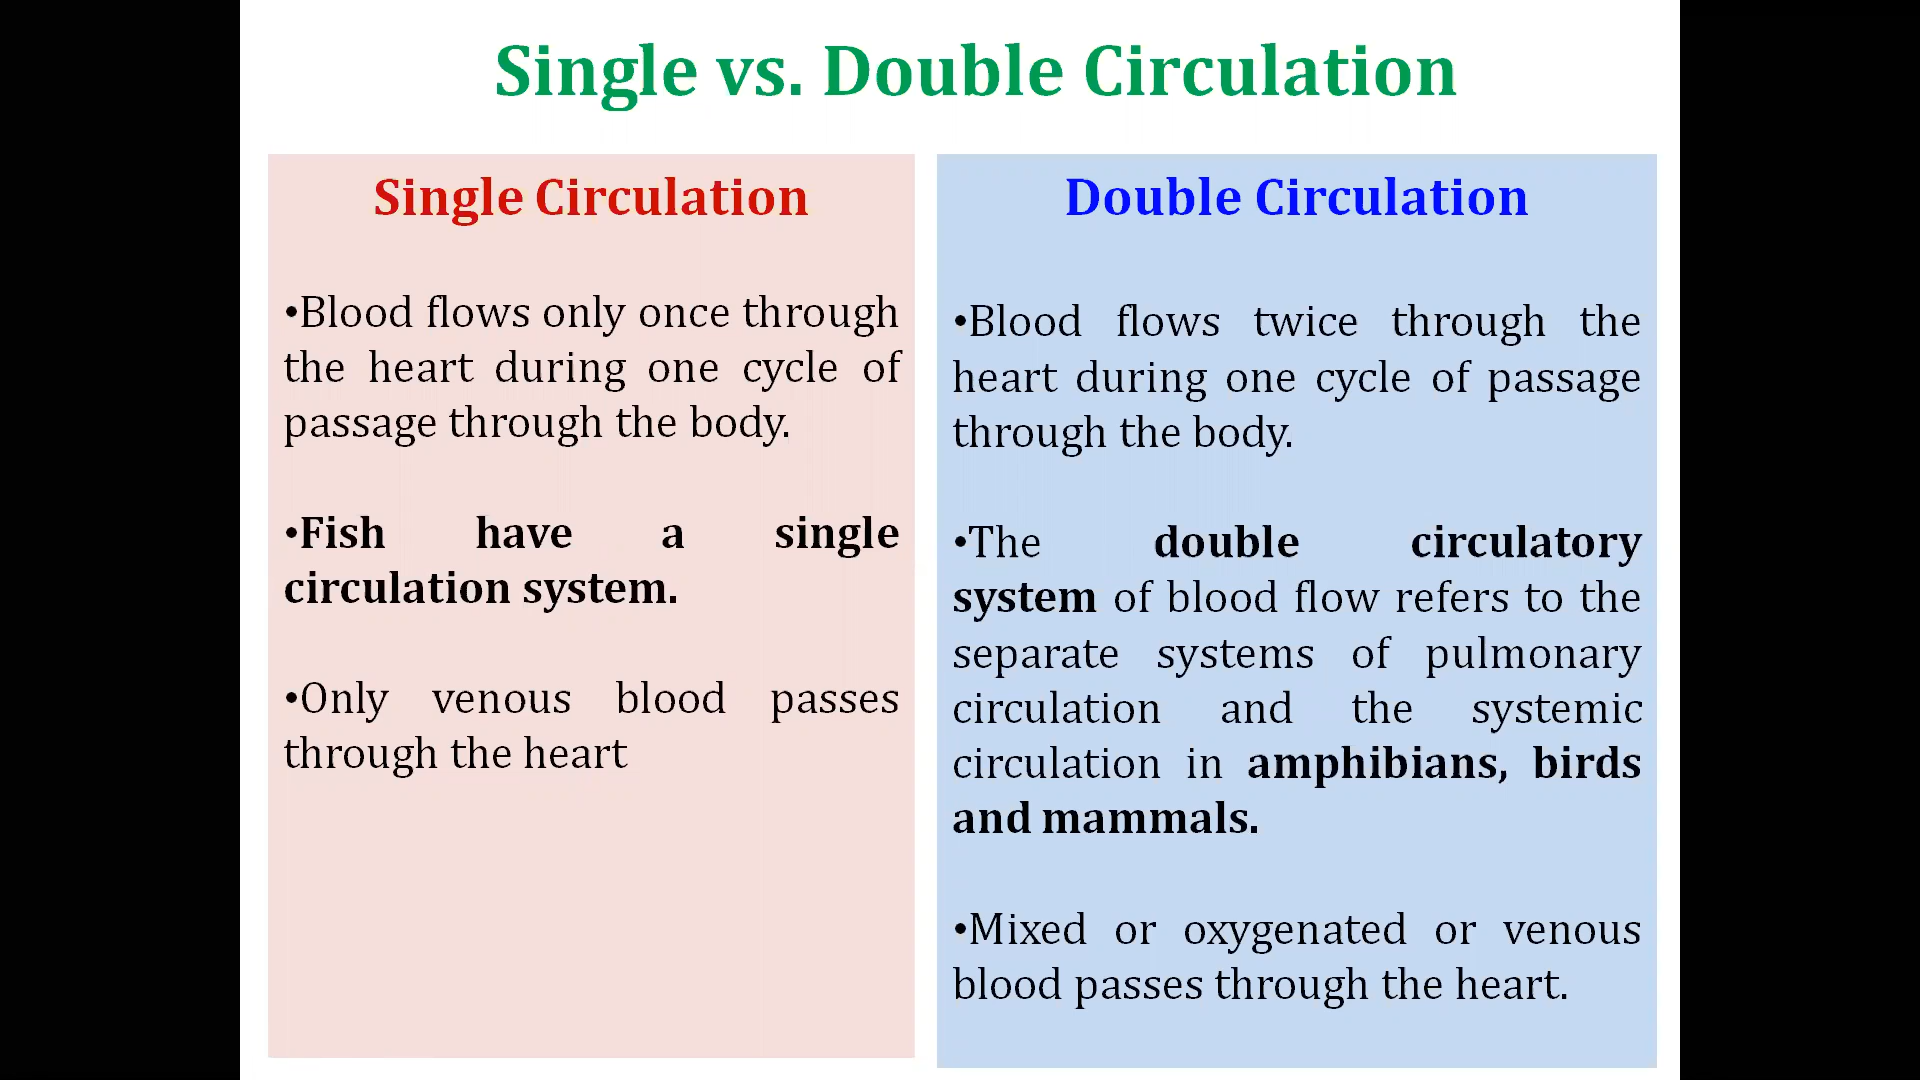 Single vs. Double Circulation
Single Circulation
•Blood flows only once through
the heart during one cycle of
passage through the body.
•Fish have a single
circulation system.
•Only venous blood passes
through the heart
Double Circulation
•Blood flows twice through the
heart during one cycle of passage
through the body.
•The double circulatory
system of blood flow refers to the
separate systems of pulmonary
circulation and the systemic
circulation in amphibians, birds
and mammals.
•Mixed or oxygenated or venous
blood passes through the heart.